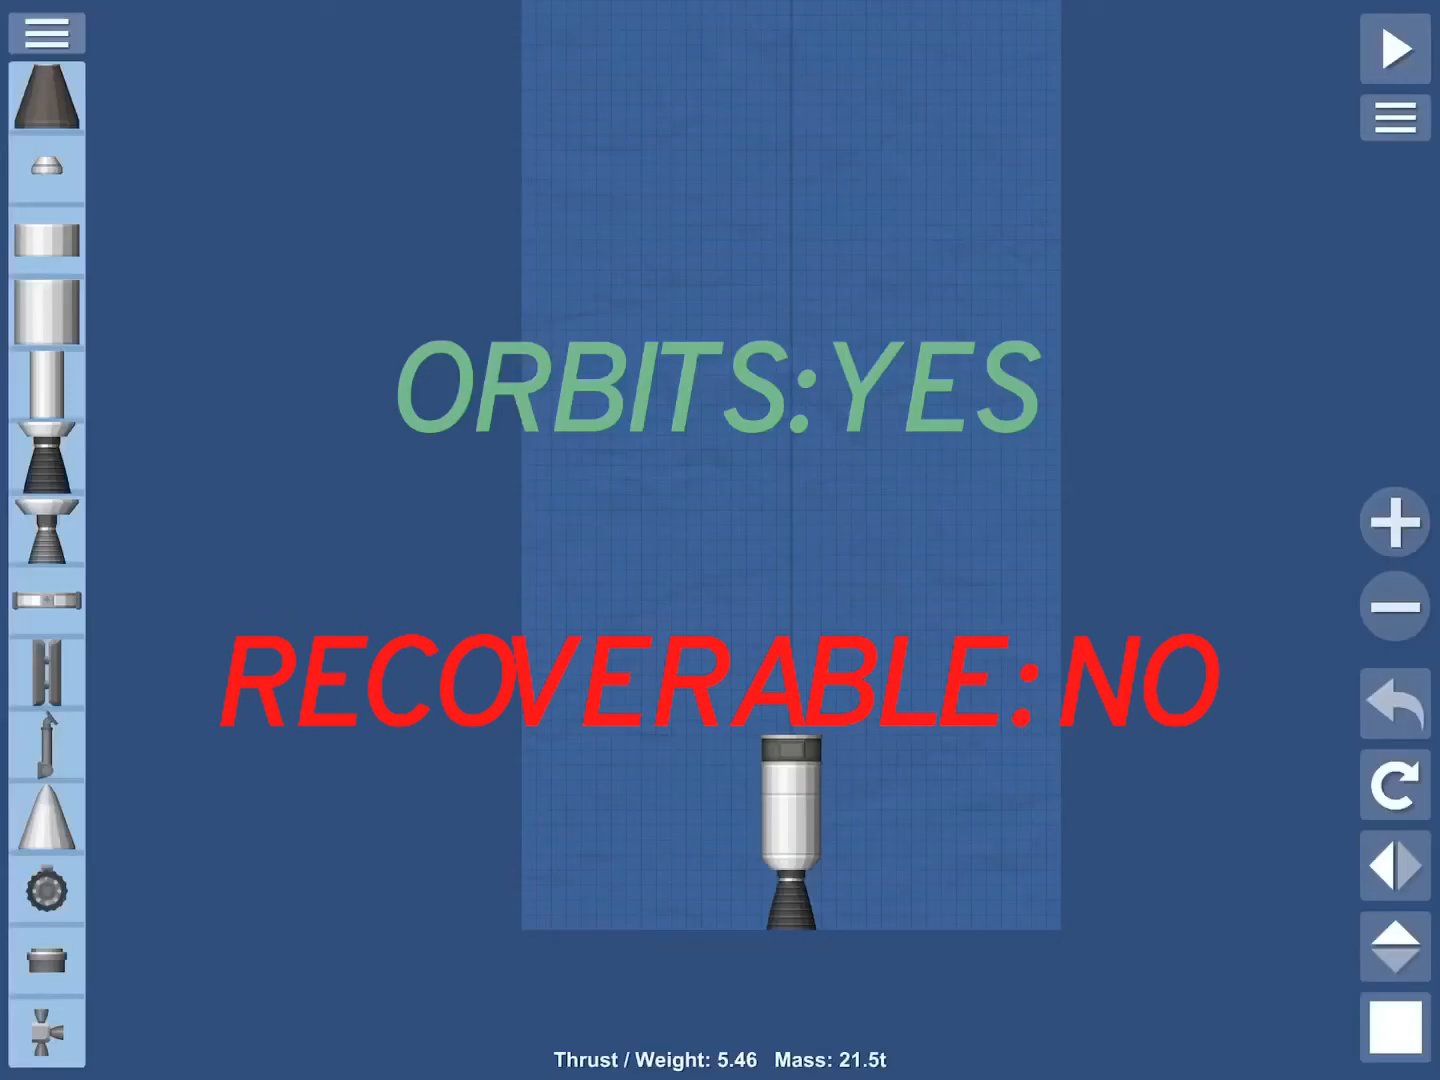 ORBITS:YES
RECOVERABLE: NO
Thrust / Weight: 5.46 Mass: 21.5t